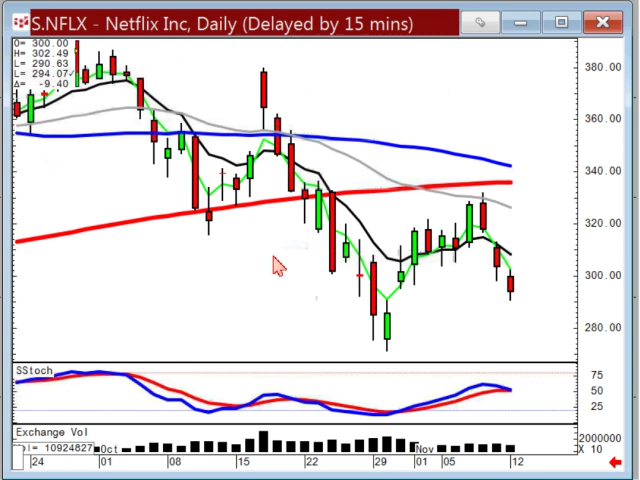 S.NFLX - Netflix Inc, Daily (Delayed by 15 mins)
O= 300.00
H= 302.49
L= 290.63
L= 294.07
Δ= -9.40
380.00
360.00
340.00
320.00
300.00
280.00
SStoch
75
50
25
Exchange Vol
Vol= 10924827
2000000
X 10
24 01 Oct 08 15 22 29 01 Nov 05 12